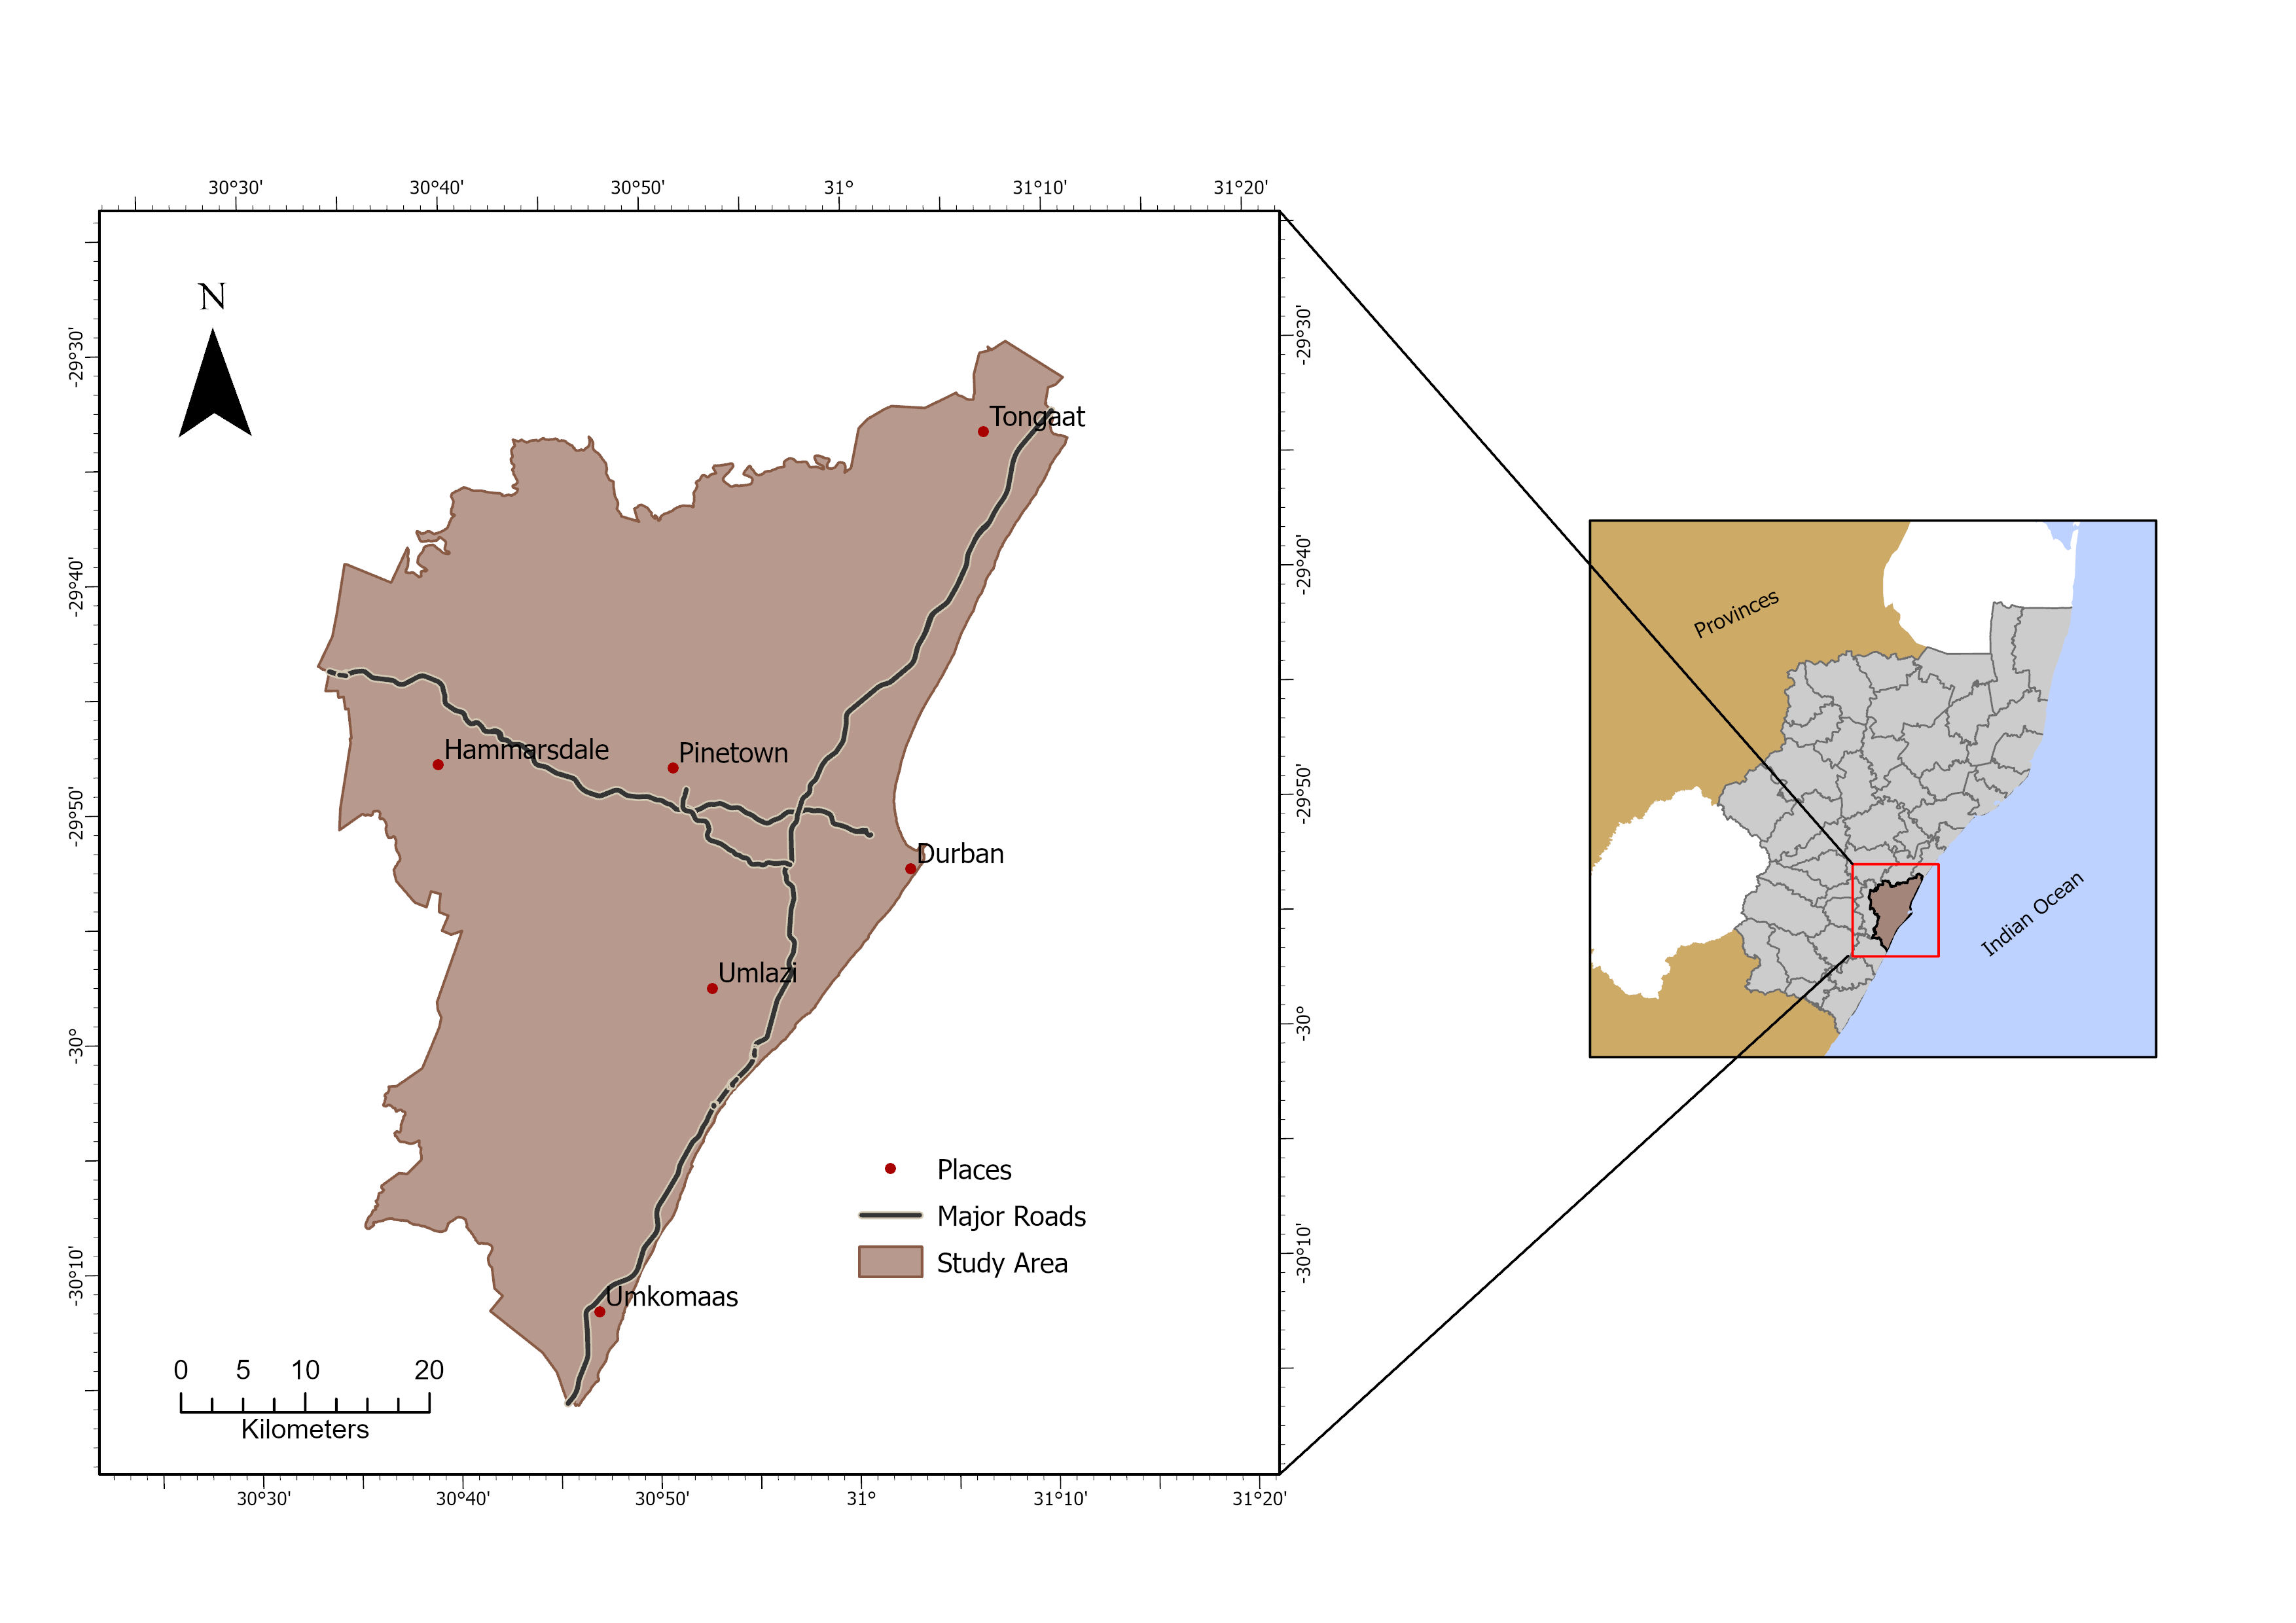 30°30' 30°40' 30°50' 31° 31°10' 31°20'
N
-29°30'
-29°40'
-29°50'
-30°
-30°10'
Tongaat
Hammarsdale
Pinetown
Durban
Umlazi
Umkomaas
Places
Major Roads
Study Area
0 5 10 20
Kilometers
-29°30'
-29°40'
-29°50'
-30°
-30°10'
30°30' 30°40' 30°50' 31° 31°10' 31°20'
Provinces
Indian Ocean